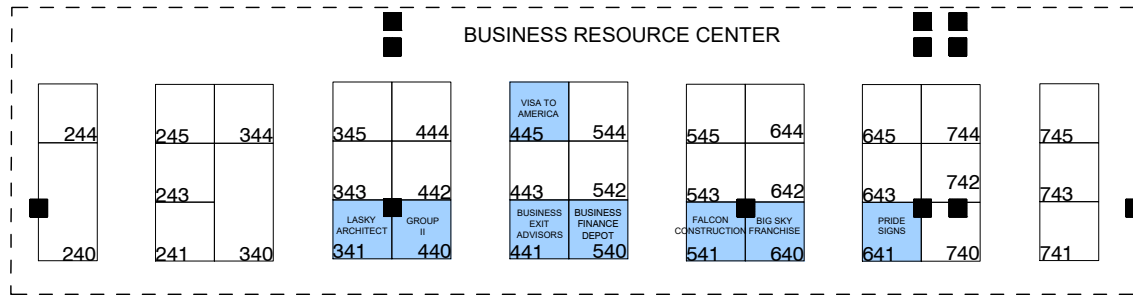 BUSINESS RESOURCE CENTER
VISA TO
AMERICA
244
245
344
345
444
445
544
545
644
645
744
745
243
343
442
443
542
543
642
643
742
743
LASKY
ARCHITECT
GROUP
II
BUSINESS
EXIT
ADVISORS
BUSINESS
FINANCE
DEPOT
FALCON
CONSTRUCTION
BIG SKY
FRANCHISE
PRIDE
SIGNS
240
241
340
341
440
441
540
541
640
641
740
741